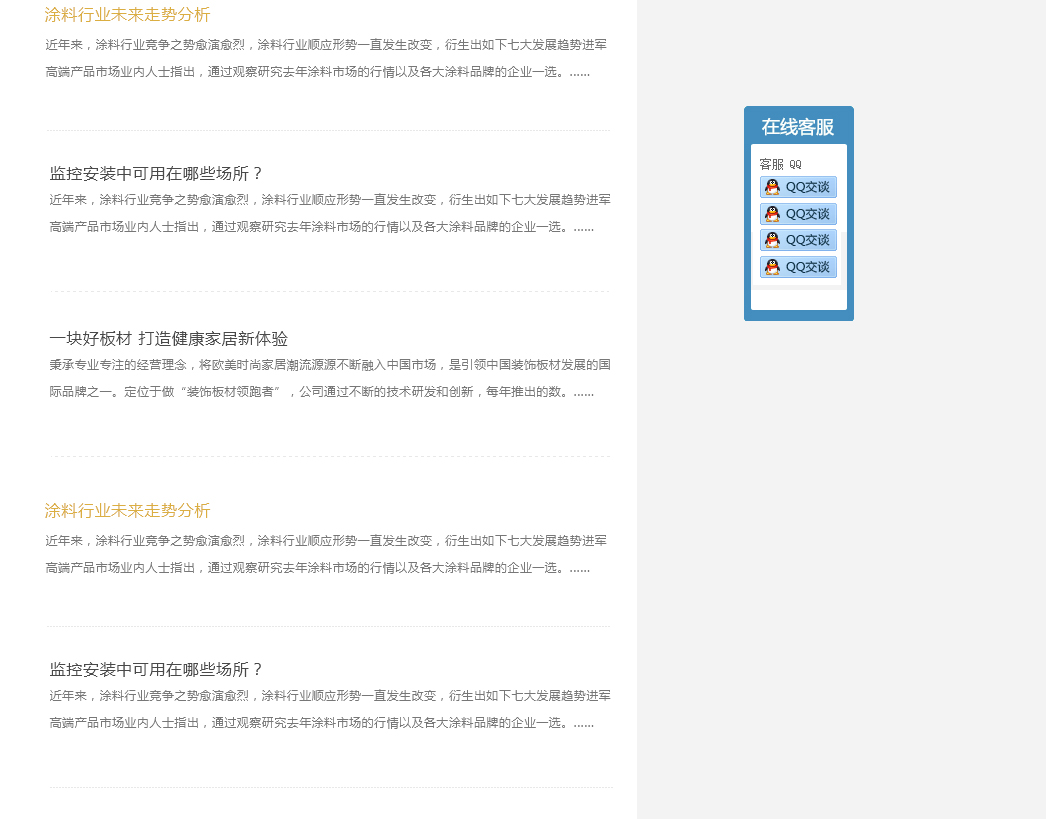 涂料行业未来走势分析
近年来，涂料行业竞争之势愈演愈烈，涂料行业顺应形势一直发生改变，衍生出如下七大发展趋势进军
高端产品市场业内人士指出，通过观察研究去年涂料市场的行情以及各大涂料品牌的企业一选。......
监控安装中可用在哪些场所？
近年来，涂料行业竞争之势愈演愈烈，涂料行业顺应形势一直发生改变，衍生出如下七大发展趋势进军
高端产品市场业内人士指出，通过观察研究去年涂料市场的行情以及各大涂料品牌的企业一选。......
一块好板材 打造健康家居新体验
秉承专业专注的经营理念，将欧美时尚家居潮流源源不断融入中国市场，是引领中国装饰板材发展的国
际品牌之一。定位于做“装饰板材领跑者”，公司通过不断的技术研发和创新，每年推出的数。......
涂料行业未来走势分析
近年来，涂料行业竞争之势愈演愈烈，涂料行业顺应形势一直发生改变，衍生出如下七大发展趋势进军
高端产品市场业内人士指出，通过观察研究去年涂料市场的行情以及各大涂料品牌的企业一选。......
监控安装中可用在哪些场所？
近年来，涂料行业竞争之势愈演愈烈，涂料行业顺应形势一直发生改变，衍生出如下七大发展趋势进军
高端产品市场业内人士指出，通过观察研究去年涂料市场的行情以及各大涂料品牌的企业一选。......
在线客服
客服 QQ
QQ交谈
QQ交谈
QQ交谈
QQ交谈